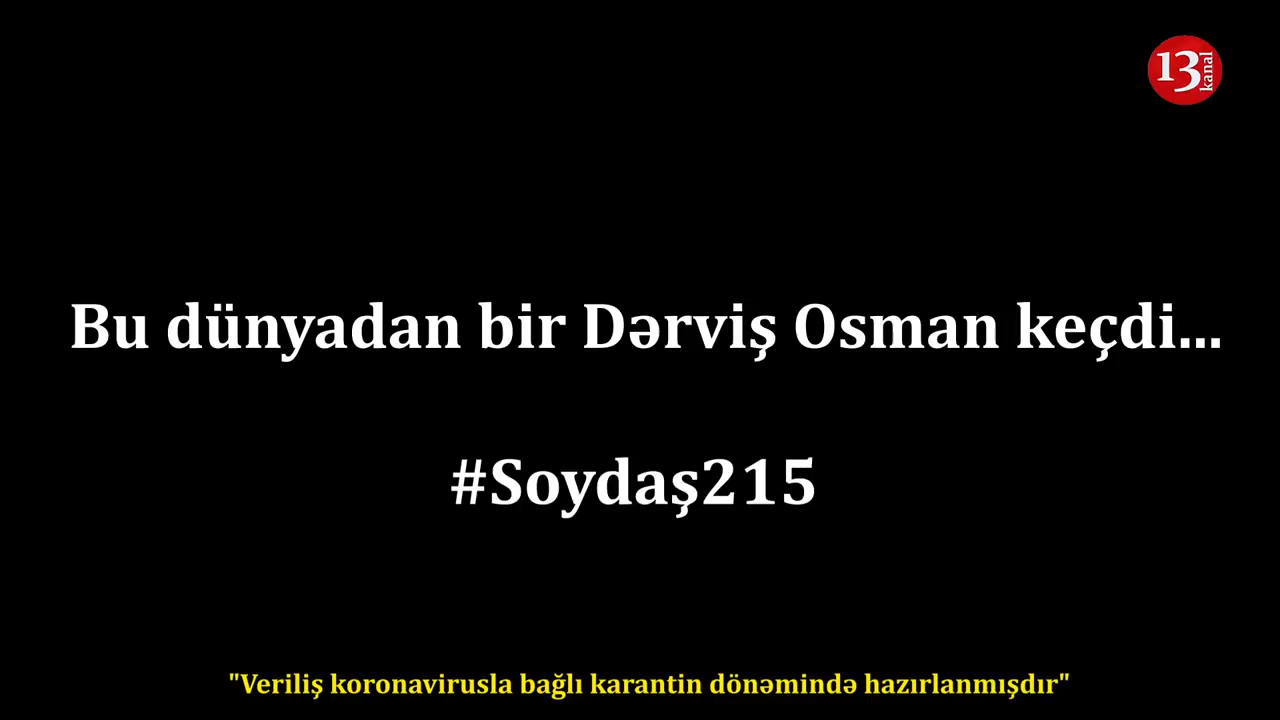 13 kanal
Bu dünyadan bir Dərviş Osman keçdi...
#Soydaş215
"Veriliş koronavirusla bağlı karantin dönəmində hazırlanmışdır"